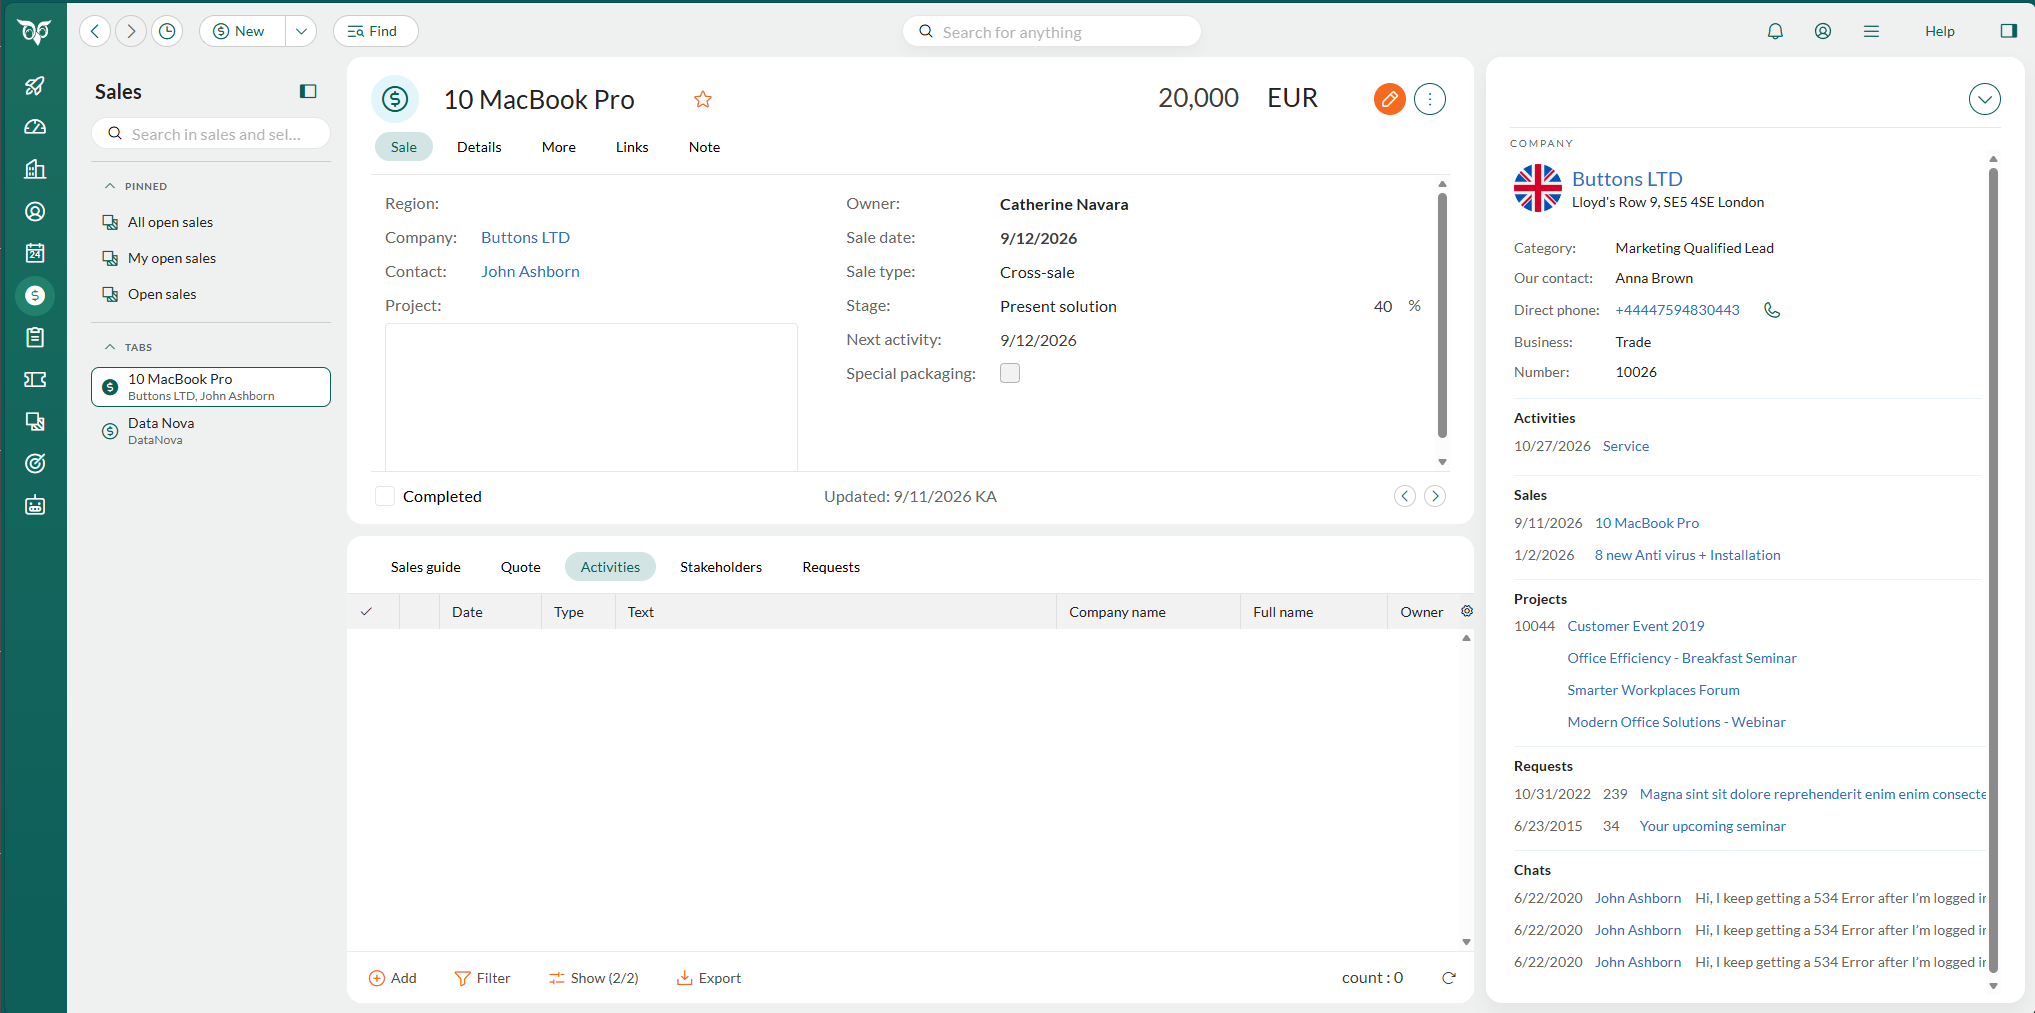 New
Find
Search for anything
Help
Sales
Search in sales and sel...
PINNED
All open sales
My open sales
Open sales
TABS
10 MacBook Pro
Buttons LTD, John Ashborn
Data Nova
DataNova
24
10 MacBook Pro
20,000 EUR
Sale Details More Links Note
Region:
Company: Buttons LTD
Contact: John Ashborn
Project:
Owner: Catherine Navara
Sale date: 9/12/2026
Sale type: Cross-sale
Stage: Present solution 40 %
Next activity: 9/12/2026
Special packaging:
Completed
Updated: 9/11/2026 KA
Sales guide Quote Activities Stakeholders Requests
Date Type Text Company name Full name Owner
Add Filter Show (2/2) Export count : 0
COMPANY
Buttons LTD
Lloyd's Row 9, SE5 4SE London
Category: Marketing Qualified Lead
Our contact: Anna Brown
Direct phone: +44447594830443
Business: Trade
Number: 10026
Activities
10/27/2026 Service
Sales
9/11/2026 10 MacBook Pro
1/2/2026 8 new Anti virus + Installation
Projects
10044 Customer Event 2019
Office Efficiency - Breakfast Seminar
Smarter Workplaces Forum
Modern Office Solutions - Webinar
Requests
10/31/2022 239 Magna sint sit dolore reprehenderit enim enim consecte
6/23/2015 34 Your upcoming seminar
Chats
6/22/2020 John Ashborn Hi, I keep getting a 534 Error after I'm logged in
6/22/2020 John Ashborn Hi, I keep getting a 534 Error after I'm logged in
6/22/2020 John Ashborn Hi, I keep getting a 534 Error after I'm logged in